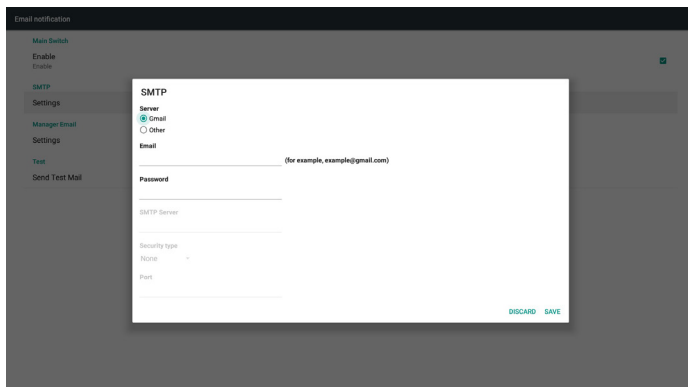 Email notification
Main Switch
Enable
Enable
SMTP
Settings
Manager Email
Settings
Test
Send Test Mail
SMTP
Server
Gmail
Other
Email
(for example, example@gmail.com)
Password
SMTP Server
Security type
None
Port
DISCARD SAVE